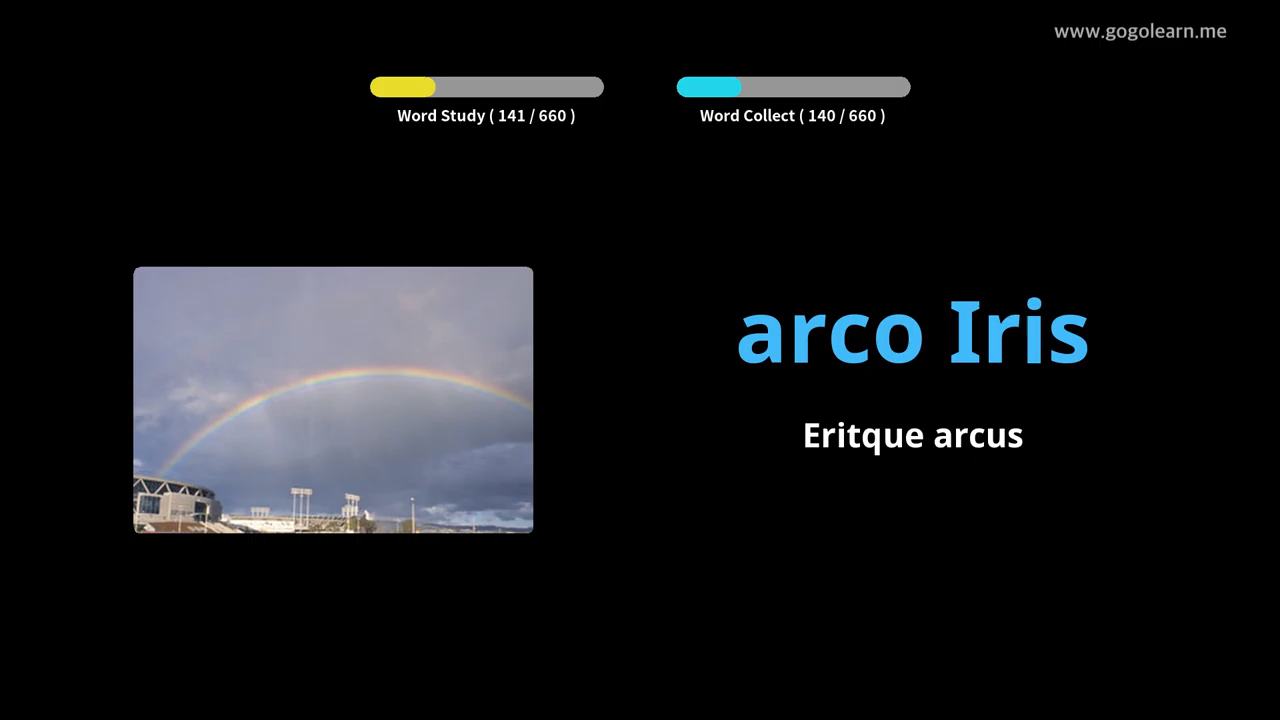 www.gogolearn.me
Word Study ( 141 / 660 )
Word Collect ( 140 / 660 )
arco Iris
Eritque arcus